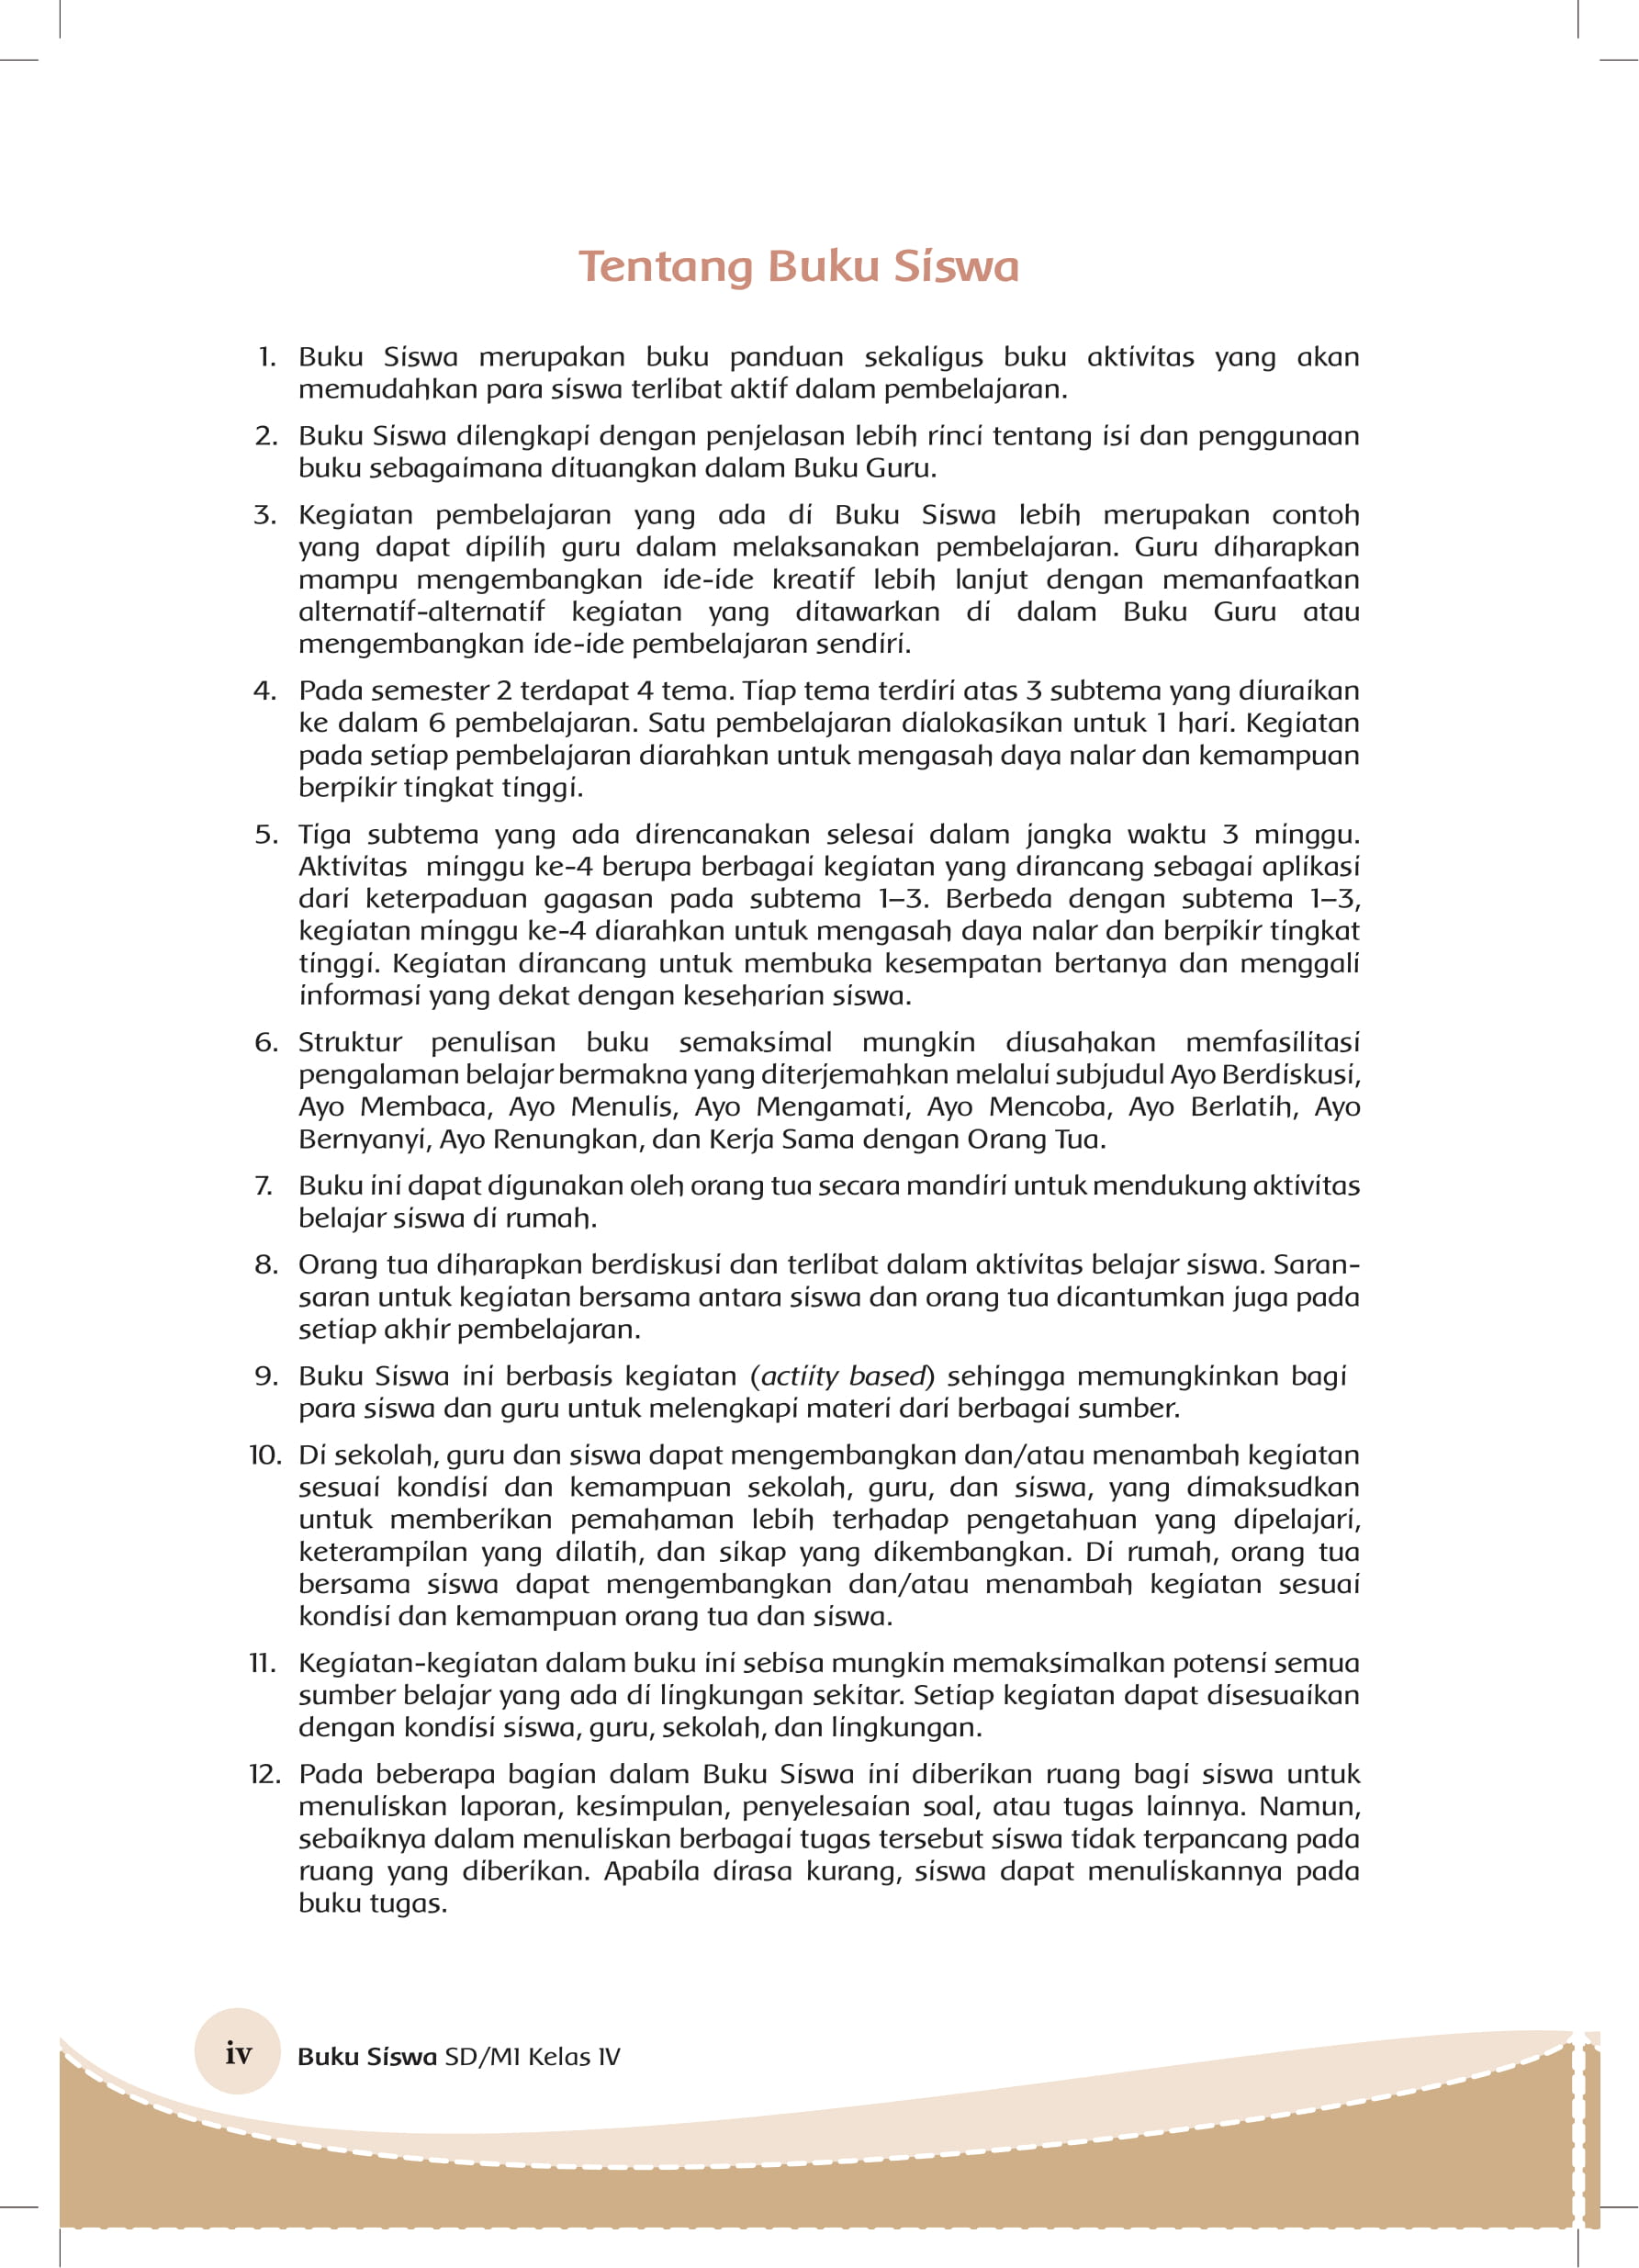 Tentang Buku Siswa
1. Buku Siswa merupakan buku panduan sekaligus buku aktivitas yang akan
memudahkan para siswa terlibat aktif dalam pembelajaran.
2. Buku Siswa dilengkapi dengan penjelasan lebih rinci tentang isi dan penggunaan
buku sebagaimana dituangkan dalam Buku Guru.
3. Kegiatan pembelajaran yang ada di Buku Siswa lebih merupakan contoh
yang dapat dipilih guru dalam melaksanakan pembelajaran. Guru diharapkan
mampu mengembangkan ide-ide kreatif lebih lanjut dengan memanfaatkan
alternatif-alternatif kegiatan yang ditawarkan di dalam Buku Guru atau
mengembangkan ide-ide pembelajaran sendiri.
4. Pada semester 2 terdapat 4 tema. Tiap tema terdiri atas 3 subtema yang diuraikan
ke dalam 6 pembelajaran. Satu pembelajaran dialokasikan untuk 1 hari. Kegiatan
pada setiap pembelajaran diarahkan untuk mengasah daya nalar dan kemampuan
berpikir tingkat tinggi.
5. Tiga subtema yang ada direncanakan selesai dalam jangka waktu 3 minggu.
Aktivitas minggu ke-4 berupa berbagai kegiatan yang dirancang sebagai aplikasi
dari keterpaduan gagasan pada subtema 1–3. Berbeda dengan subtema 1–3,
kegiatan minggu ke-4 diarahkan untuk mengasah daya nalar dan berpikir tingkat
tinggi. Kegiatan dirancang untuk membuka kesempatan bertanya dan menggali
informasi yang dekat dengan keseharian siswa.
6. Struktur penulisan buku semaksimal mungkin diusahakan memfasilitasi
pengalaman belajar bermakna yang diterjemahkan melalui subjudul Ayo Berdiskusi,
Ayo Membaca, Ayo Menulis, Ayo Mengamati, Ayo Mencoba, Ayo Berlatih, Ayo
Bernyanyi, Ayo Renungkan, dan Kerja Sama dengan Orang Tua.
7. Buku ini dapat digunakan oleh orang tua secara mandiri untuk mendukung aktivitas
belajar siswa di rumah.
8. Orang tua diharapkan berdiskusi dan terlibat dalam aktivitas belajar siswa. Saran-
saran untuk kegiatan bersama antara siswa dan orang tua dicantumkan juga pada
setiap akhir pembelajaran.
9. Buku Siswa ini berbasis kegiatan (actiity based) sehingga memungkinkan bagi
para siswa dan guru untuk melengkapi materi dari berbagai sumber.
10. Di sekolah, guru dan siswa dapat mengembangkan dan/atau menambah kegiatan
sesuai kondisi dan kemampuan sekolah, guru, dan siswa, yang dimaksudkan
untuk memberikan pemahaman lebih terhadap pengetahuan yang dipelajari,
keterampilan yang dilatih, dan sikap yang dikembangkan. Di rumah, orang tua
bersama siswa dapat mengembangkan dan/atau menambah kegiatan sesuai
kondisi dan kemampuan orang tua dan siswa.
11. Kegiatan-kegiatan dalam buku ini sebisa mungkin memaksimalkan potensi semua
sumber belajar yang ada di lingkungan sekitar. Setiap kegiatan dapat disesuaikan
dengan kondisi siswa, guru, sekolah, dan lingkungan.
12. Pada beberapa bagian dalam Buku Siswa ini diberikan ruang bagi siswa untuk
menuliskan laporan, kesimpulan, penyelesaian soal, atau tugas lainnya. Namun,
sebaiknya dalam menuliskan berbagai tugas tersebut siswa tidak terpancang pada
ruang yang diberikan. Apabila dirasa kurang, siswa dapat menuliskannya pada
buku tugas.
iv Buku Siswa SD/MI Kelas IV